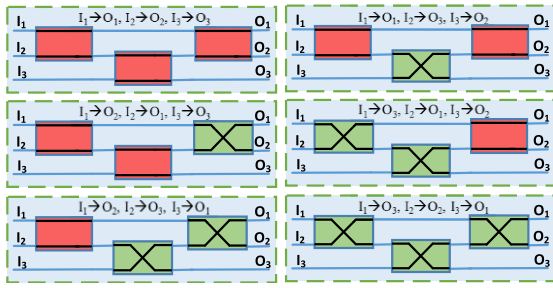 I₁→O₁, I₂→O₂, I₃→O₃
I₁ O₁
I₂ O₂
I₃ O₃
I₁→O₁, I₂→O₃, I₃→O₂
I₁ O₁
I₂ O₂
I₃ O₃
I₁→O₂, I₂→O₁, I₃→O₃
I₁ O₁
I₂ O₂
I₃ O₃
I₁→O₃, I₂→O₁, I₃→O₂
I₁ O₁
I₂ O₂
I₃ O₃
I₁→O₂, I₂→O₃, I₃→O₁
I₁ O₁
I₂ O₂
I₃ O₃
I₁→O₃, I₂→O₂, I₃→O₁
I₁ O₁
I₂ O₂
I₃ O₃